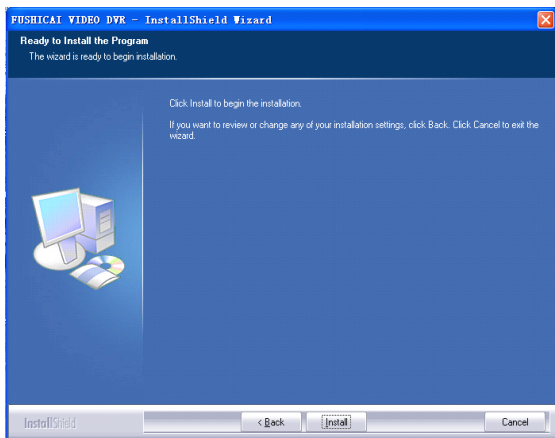 FUSHICAI VIDEO DVR - InstallShield Wizard
Ready to Install the Program
The wizard is ready to begin installation.
Click Install to begin the installation.
If you want to review or change any of your installation settings, click Back. Click Cancel to exit the
wizard.
InstallShield
< Back
Install
Cancel